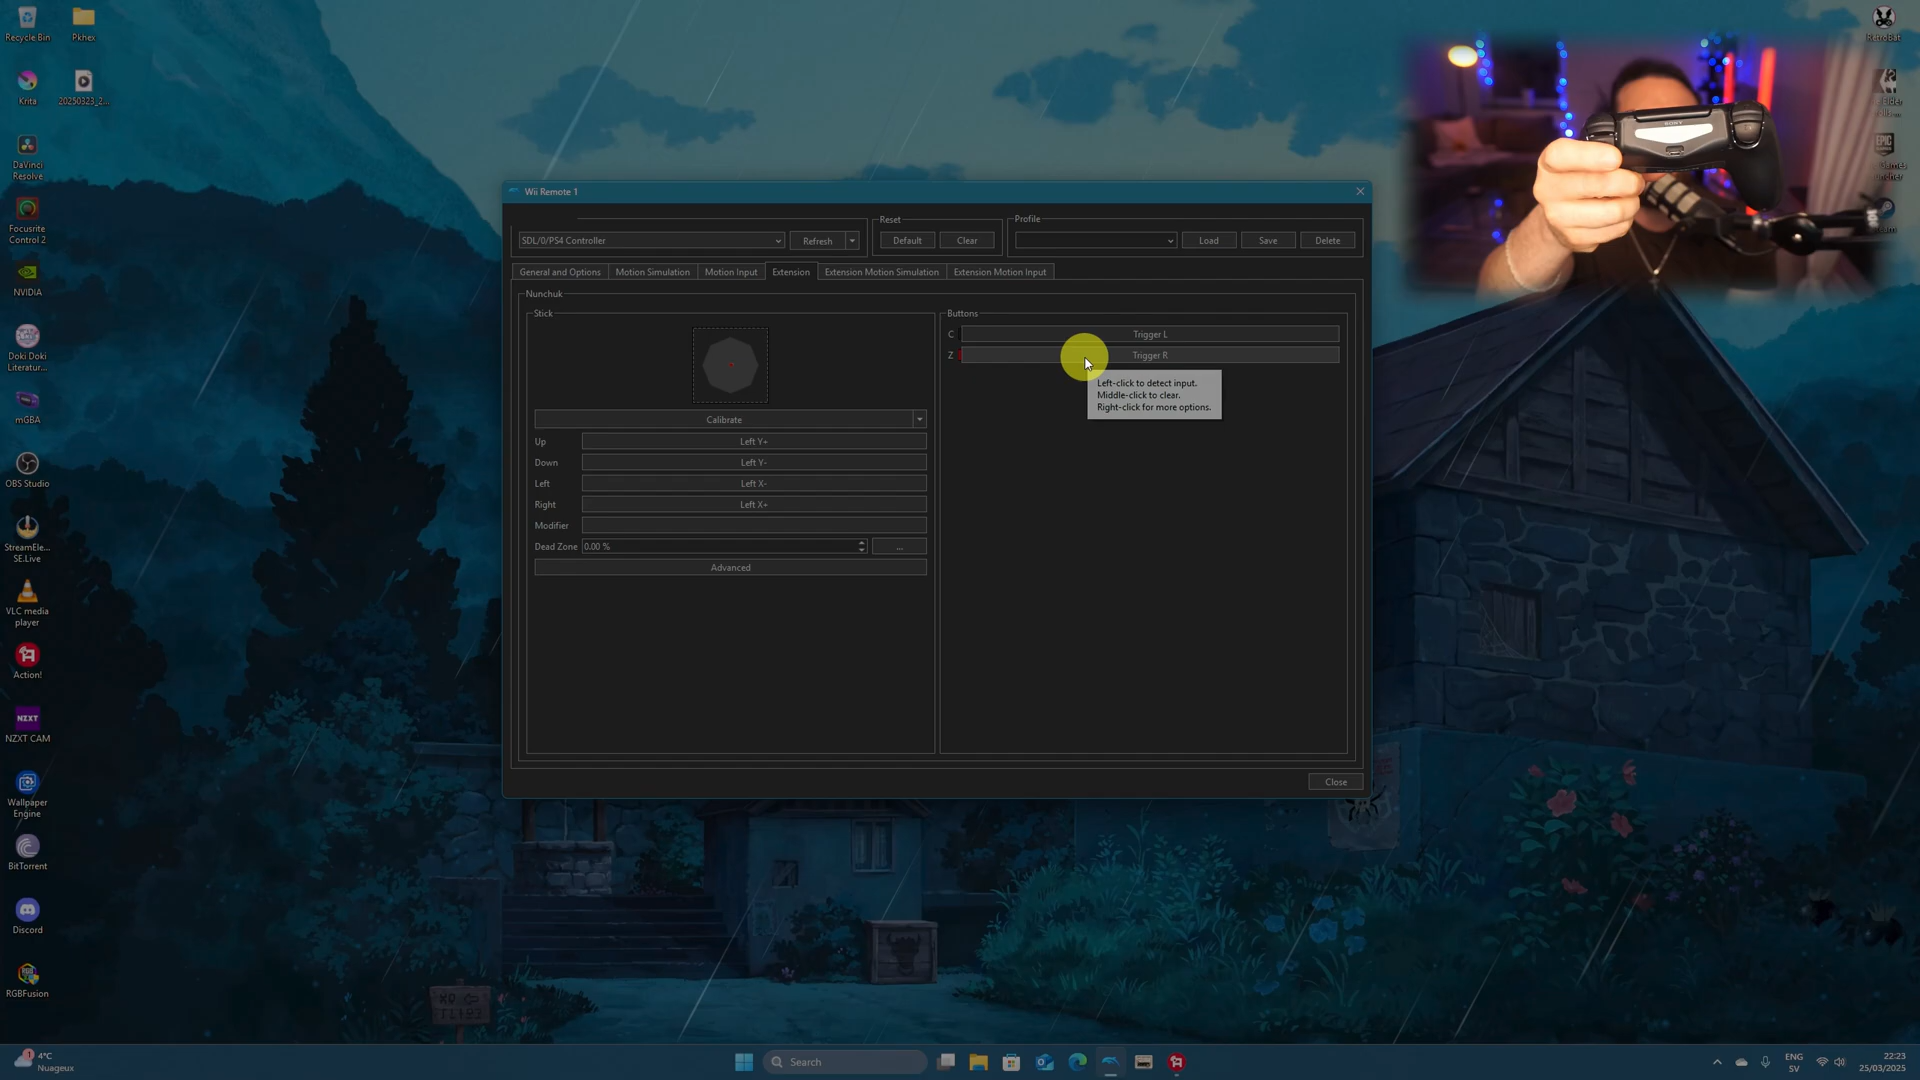 Recycle Bin
Pkhex
Krita
20250323_2...
DaVinci
Resolve
Focusrite
Control 2
NVIDIA
Doki Doki
Literatur...
mGBA
OBS Studio
StreamEle...
SE.Live
VLC media
player
Action!
NZXT
NZXT CAM
Wallpaper
Engine
BitTorrent
Discord
RGBFusion
RetroBat
EPIC
SONY
Wii Remote 1
SDL/0/PS4 Controller
Refresh
Reset
Default
Clear
Profile
Load
Save
Delete
General and Options
Motion Simulation
Motion Input
Extension
Extension Motion Simulation
Extension Motion Input
Nunchuk
Stick
Calibrate
Up
Left Y+
Down
Left Y-
Left
Left X-
Right
Left X+
Modifier
Dead Zone
0.00 %
...
Advanced
Buttons
C
Trigger L
Z
Trigger R
Left-click to detect input.
Middle-click to clear.
Right-click for more options.
Close
1
4°C
Nuageux
Search
ENG
SV
22:23
25/03/2025